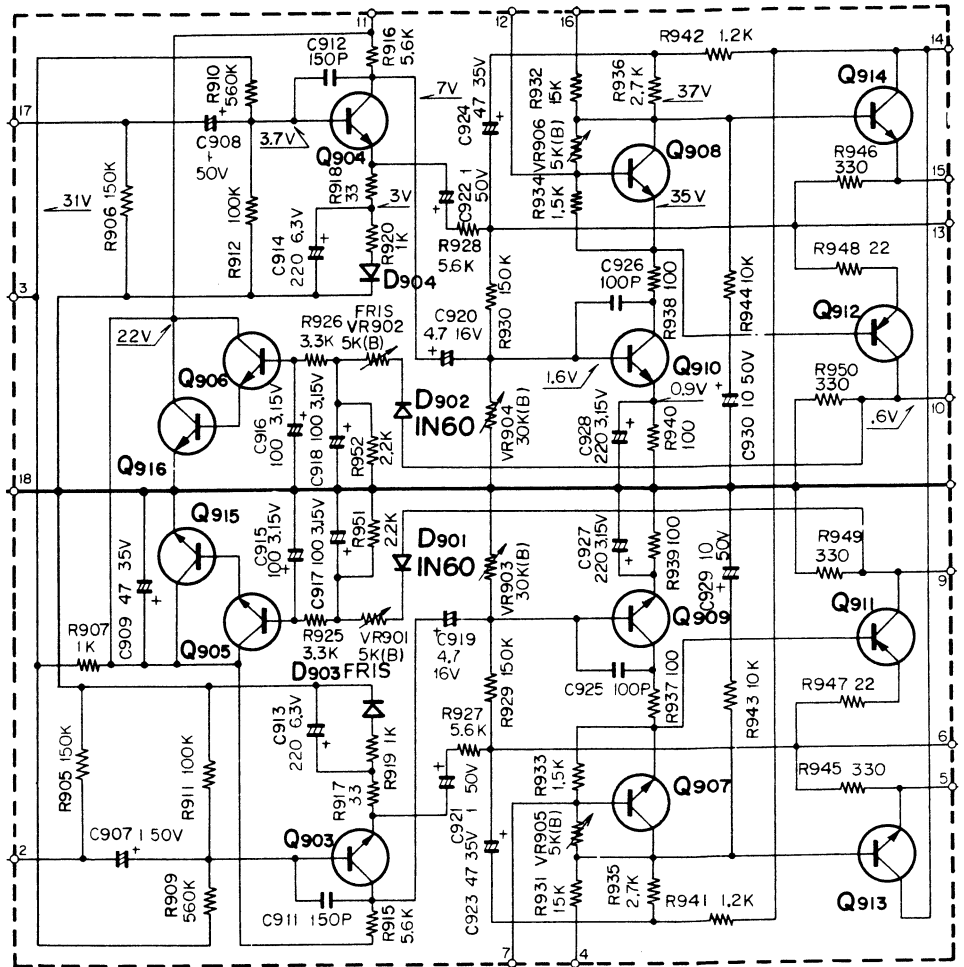 11
12
16
14
C912
150P
R916
5.6K
R942 1.2K
R910
560K
R932
15K
R936
2.7K
Q914
47 35V
C924
7V
37V
17
VR906
5K(B)
C908
1
50V
3.7V
Q904
Q908
R946
330
R918
33
C922 1
50V
R934
1.5K
15
31V
R906 150K
R912 100K
3V
35V
13
C914
220 6.3V
R920
1K
R928
5.6K
R948 22
D904
C926
100P
R938 100
R944 10K
3
R930 150K
Q912
22V
R926
3.3K
FRIS
VR902
5K(B)
C920
4.7 16V
Q906
1.6V
Q910
R950
330
C916
100 3.15V
C918 100 3.15V
R952
2.2K
D902
IN60
VR904
30K(B)
C928
220 3.15V
0.9V
R940
100
C930 10 50V
.6V
10
Q916
18
Q915
C915
100 3.15V
C917 100 3.15V
R951
2.2K
D901
IN60
VR903
30K(B)
C927
220 3.15V
R939 100
C929 10
50V
R949
330
9
C909 47 35V
Q911
R907
1K
Q905
R925
3.3K
VR901
5K(B)
C919
4.7
16V
Q909
D903 FRIS
C925 100P
R937 100
R943 10K
R947 22
R929 150K
R905 150K
R911 100K
C913
220 6.3V
R919 1K
R927
5.6K
6
R917
33
C921 1
50V
R933
1.5K
Q907
R945 330
5
C907 1 50V
Q903
VR905
5K(B)
2
C923 47 35V
R909
560K
R931
15K
R935
2.7K
R941 1.2K
Q913
C911 150P
R915
5.6K
7
4